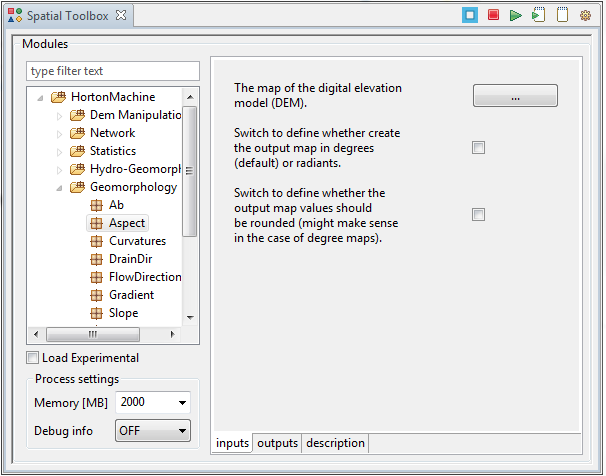 Spatial Toolbox
Modules
type filter text
HortonMachine
Dem Manipulatio
Network
Statistics
Hydro-Geomorph
Geomorphology
Ab
Aspect
Curvatures
DrainDir
FlowDirection
Gradient
Slope
Load Experimental
Process settings
Memory [MB] 2000
Debug info OFF
The map of the digital elevation
model (DEM).
...
Switch to define whether create
the output map in degrees
(default) or radiants.
Switch to define whether the
output map values should
be rounded (might make sense
in the case of degree maps).
inputs outputs description